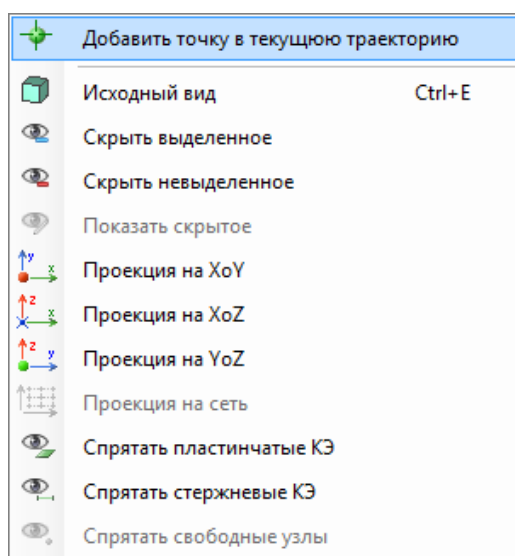 Добавить точку в текущюю траекторию
Исходный вид Ctrl+E
Скрыть выделенное
Скрыть невыделенное
Показать скрытое
y x Проекция на XoY
z x Проекция на XoZ
z y Проекция на YoZ
Проекция на сеть
Спрятать пластинчатые КЭ
Спрятать стержневые КЭ
Спрятать свободные узлы